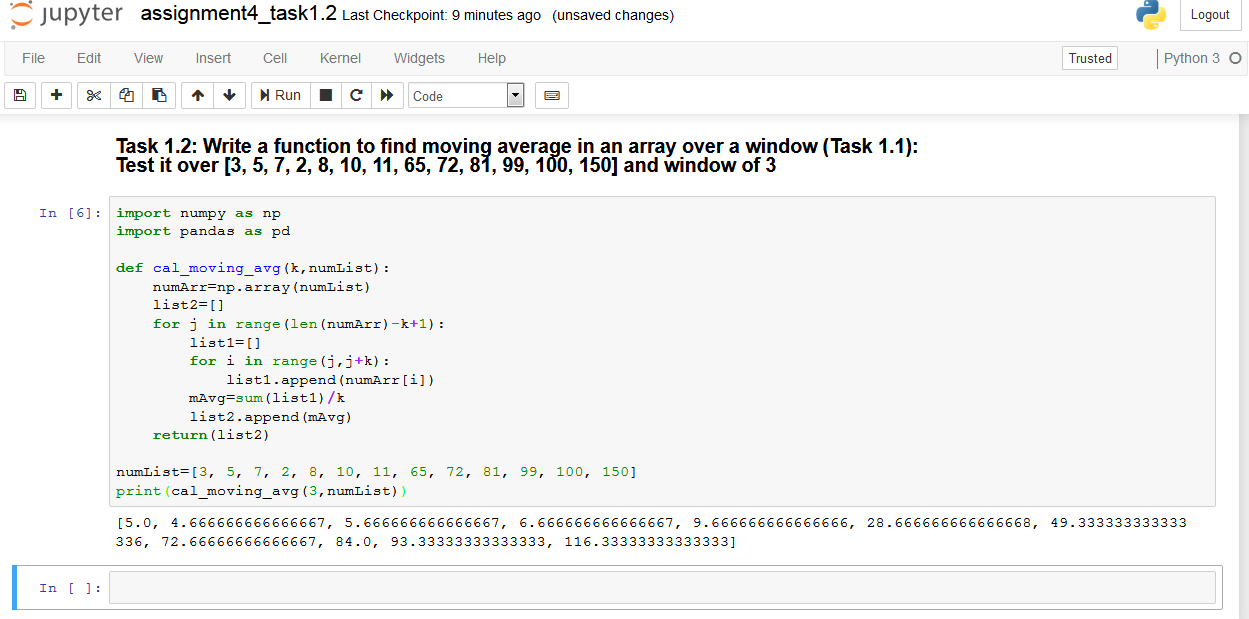 jupyter assignment4_task1.2 Last Checkpoint: 9 minutes ago (unsaved changes) Logout
File Edit View Insert Cell Kernel Widgets Help Trusted Python 3
Run Code
Task 1.2: Write a function to find moving average in an array over a window (Task 1.1):
Test it over [3, 5, 7, 2, 8, 10, 11, 65, 72, 81, 99, 100, 150] and window of 3
In [6]: import numpy as np
import pandas as pd
def cal_moving_avg(k,numList):
    numArr=np.array(numList)
    list2=[]
    for j in range(len(numArr)-k+1):
        list1=[]
        for i in range(j,j+k):
            list1.append(numArr[i])
        mAvg=sum(list1)/k
        list2.append(mAvg)
    return(list2)
numList=[3, 5, 7, 2, 8, 10, 11, 65, 72, 81, 99, 100, 150]
print(cal_moving_avg(3,numList))
[5.0, 4.666666666666667, 5.666666666666667, 6.666666666666667, 9.666666666666666, 28.666666666666668, 49.333333333333
336, 72.66666666666667, 84.0, 93.33333333333333, 116.33333333333333]
In [ ]: